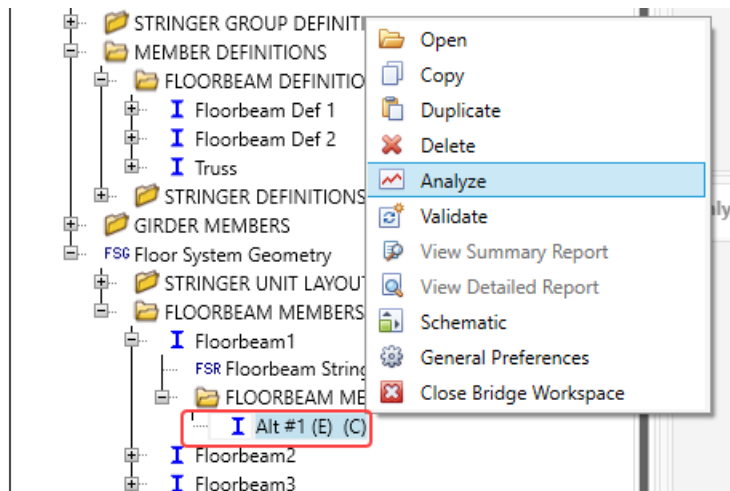 STRINGER GROUP DEFINITI
MEMBER DEFINITIONS
FLOORBEAM DEFINITIO
Floorbeam Def 1
Floorbeam Def 2
Truss
STRINGER DEFINITIONS
GIRDER MEMBERS
FSG Floor System Geometry
STRINGER UNIT LAYOU
FLOORBEAM MEMBERS
Floorbeam1
FSR Floorbeam String
FLOORBEAM ME
Alt #1 (E) (C)
Floorbeam2
Floorbeam3
Open
Copy
Duplicate
Delete
Analyze
Validate
View Summary Report
View Detailed Report
Schematic
General Preferences
Close Bridge Workspace
ly